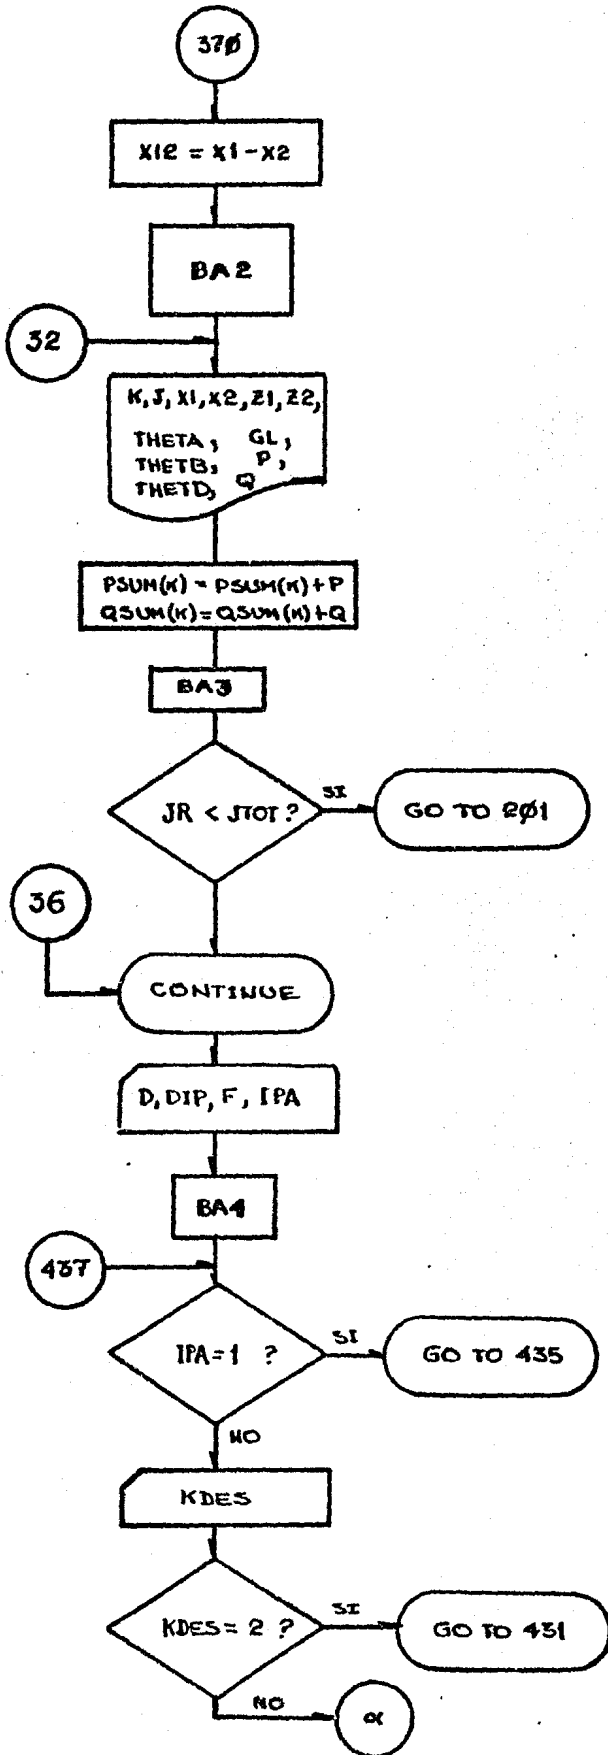 37Ø
X12 = X1-X2
BA2
32
K, J, X1, X2, Z1, Z2,
THETA, GL,
THETB, P,
THETD, Q
PSUM(K) = PSUM(K)+P
QSUM(K)=QSUM(K)+Q
BA3
JR < JTOT?
SI
GO TO 2Ø1
36
CONTINUE
D, DIP, F, IPA
BA4
437
IPA=1 ?
SI
GO TO 435
NO
KDES
KDES= 2 ?
SI
GO TO 431
NO
α